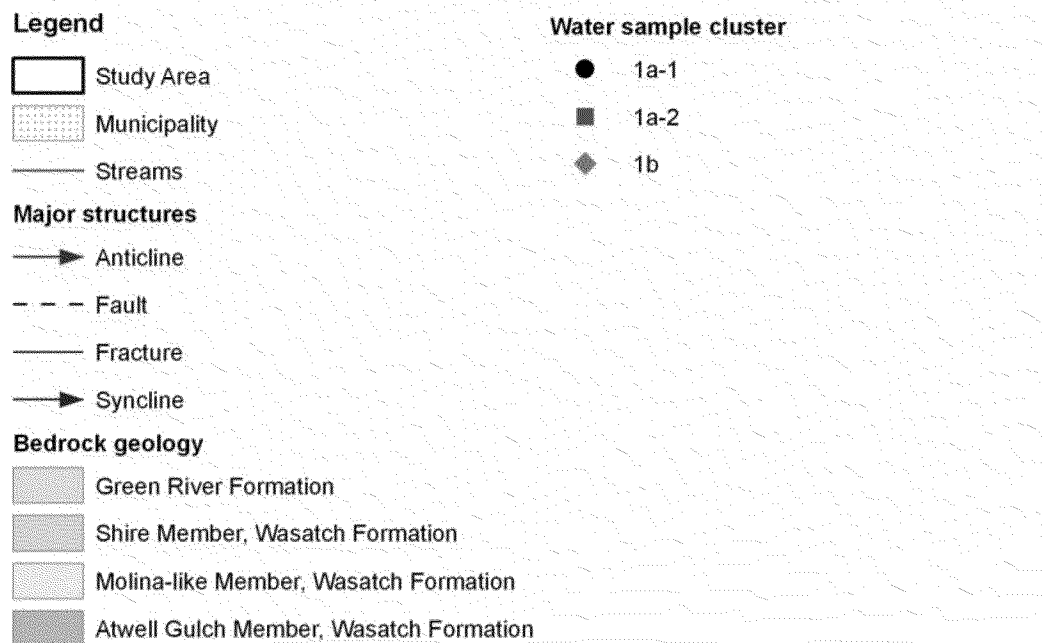 Legend
Study Area
Municipality
Streams
Major structures
Anticline
Fault
Fracture
Syncline
Bedrock geology
Green River Formation
Shire Member, Wasatch Formation
Molina-like Member, Wasatch Formation
Atwell Gulch Member, Wasatch Formation
Water sample cluster
1a-1
1a-2
1b